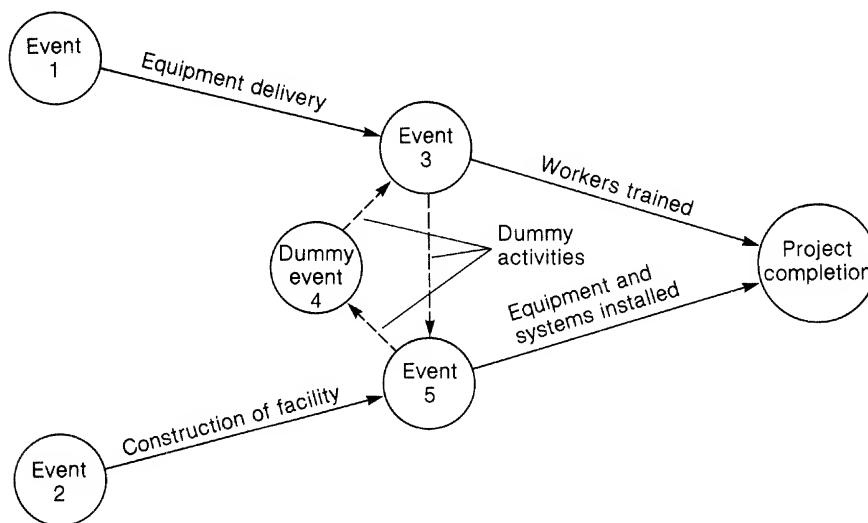 Event
1
Equipment delivery
Event
3
Workers trained
Dummy
event
4
Dummy
activities
Project
completion
Equipment and
systems installed
Event
5
Construction of facility
Event
2